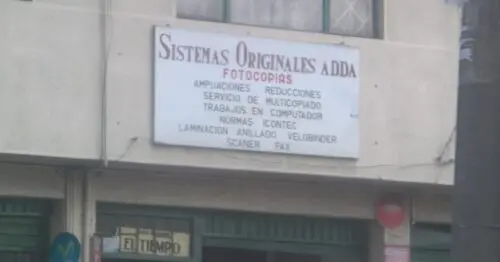 SISTEMAS ORIGINALES ADDA
FOTOCOPIAS
AMPLIACIONES REDUCCIONES
SERVICIO DE MULTICOPIADO
TRABAJOS EN COMPUTADOR
NORMAS ICONTEC
LAMINACION ANILLADO VELOBINDER
SCANER FAX
EL TIEMPO